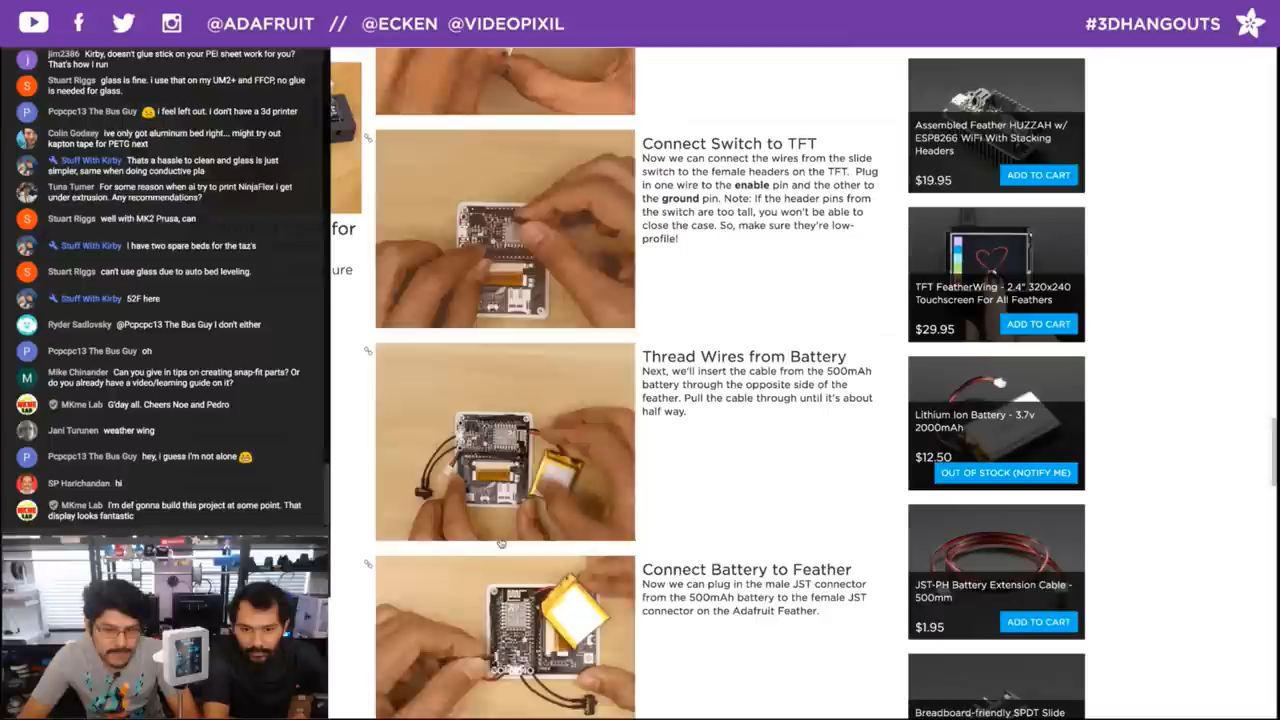 @ADAFRUIT // @ECKEN @VIDEOPIXIL
#3DHANGOUTS
jim2386 Kirby, doesn't glue stick on your PEI sheet work for you?
That's how I run
Stuart Riggs glass is fine. i use that on my UM2+ and FFCP, no glue
is needed for glass.
Pcpcpc13 The Bus Guy i feel left out. i don't have a 3d printer
Colin Godsey ive only got aluminum bed right... might try out
kapton tape for PETG next
Stuff With Kirby Thats a hassle to clean and glass is just
simpler, same when doing conductive pla
Tuna Turner For some reason when ai try to print NinjaFlex i get
under extrusion. Any recommendations?
Stuart Riggs well with MK2 Prusa, can
Stuff With Kirby I have two spare beds for the taz's
Stuart Riggs can't use glass due to auto bed leveling.
Stuff With Kirby 52F here
Ryder Sadlovsky @Pcpcpc13 The Bus Guy I don't either
Pcpcpc13 The Bus Guy oh
Mike Chinander Can you give in tips on creating snap-fit parts? Or
do you already have a video/learning guide on it?
MKme Lab G'day all. Cheers Noe and Pedro
Jani Turunen weather wing
Pcpcpc13 The Bus Guy hey, i guess i'm not alone
SP Harichandan hi
MKme Lab I'm def gonna build this project at some point. That
display looks fantastic
for
ure
Connect Switch to TFT
Now we can connect the wires from the slide
switch to the female headers on the TFT. Plug
in one wire to the enable pin and the other to
the ground pin. Note: If the header pins from
the switch are too tall, you won't be able to
close the case. So, make sure they're low-
profile!
Thread Wires from Battery
Next, we'll insert the cable from the 500mAh
battery through the opposite side of the
feather. Pull the cable through until it's about
half way.
Connect Battery to Feather
Now we can plug in the male JST connector
from the 500mAh battery to the female JST
connector on the Adafruit Feather.
Assembled Feather HUZZAH w/
ESP8266 WiFi With Stacking
Headers
$19.95
ADD TO CART
TFT FeatherWing - 2.4" 320x240
Touchscreen For All Feathers
$29.95
ADD TO CART
Lithium Ion Battery - 3.7v
2000mAh
$12.50
OUT OF STOCK (NOTIFY ME)
JST-PH Battery Extension Cable -
500mm
$1.95
ADD TO CART
Breadboard-friendly SPDT Slide